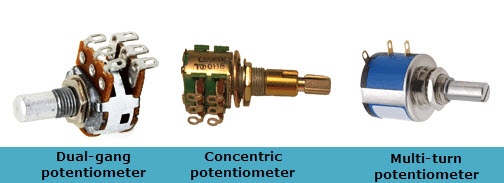 Dual-gang
potentiometer
Concentric
potentiometer
Multi-turn
potentiometer